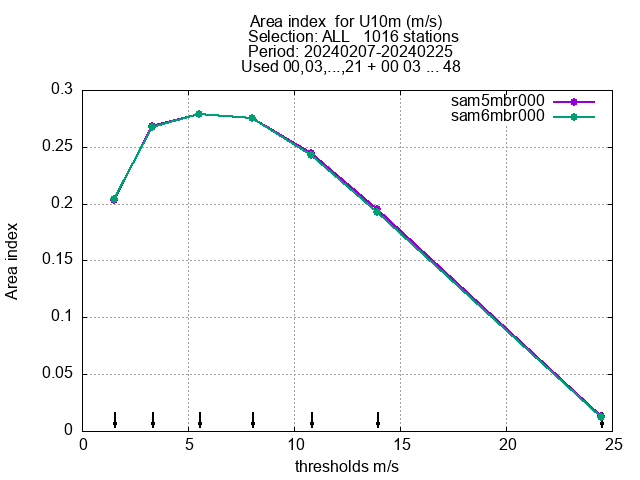 Area index  for U10m (m/s)
Selection: ALL   1016 stations
Period: 20240207-20240225
Used 00,03,...,21 + 00 03 ... 48
sam5mbr000
sam6mbr000
0.3
0.25
0.2
0.15
0.1
0.05
0
Area index
0 5 10 15 20 25
thresholds m/s